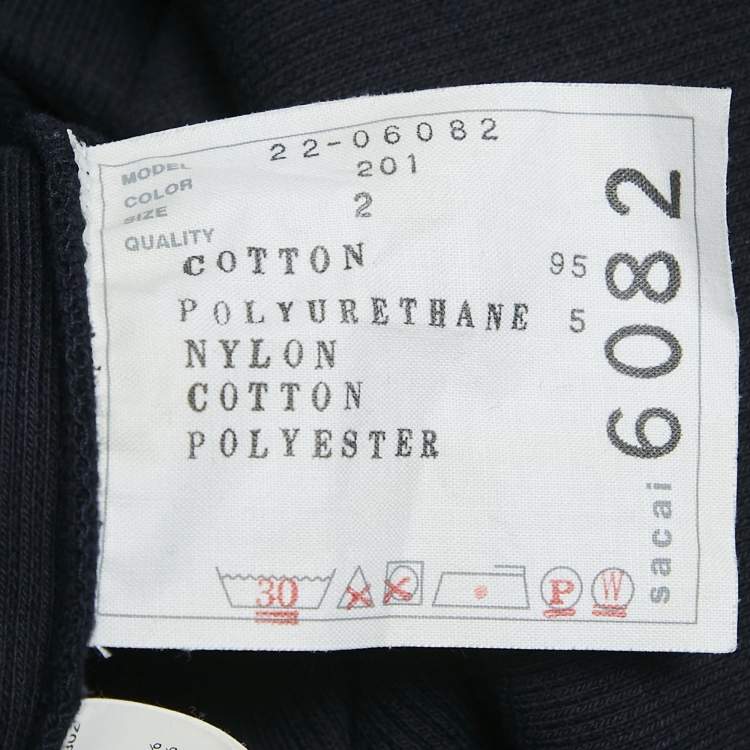 MODEL 22-06082
COLOR 201
SIZE 2
QUALITY
COTTON 95
POLYURETHANE 5
NYLON
COTTON
POLYESTER
30 P W
sacai 6082